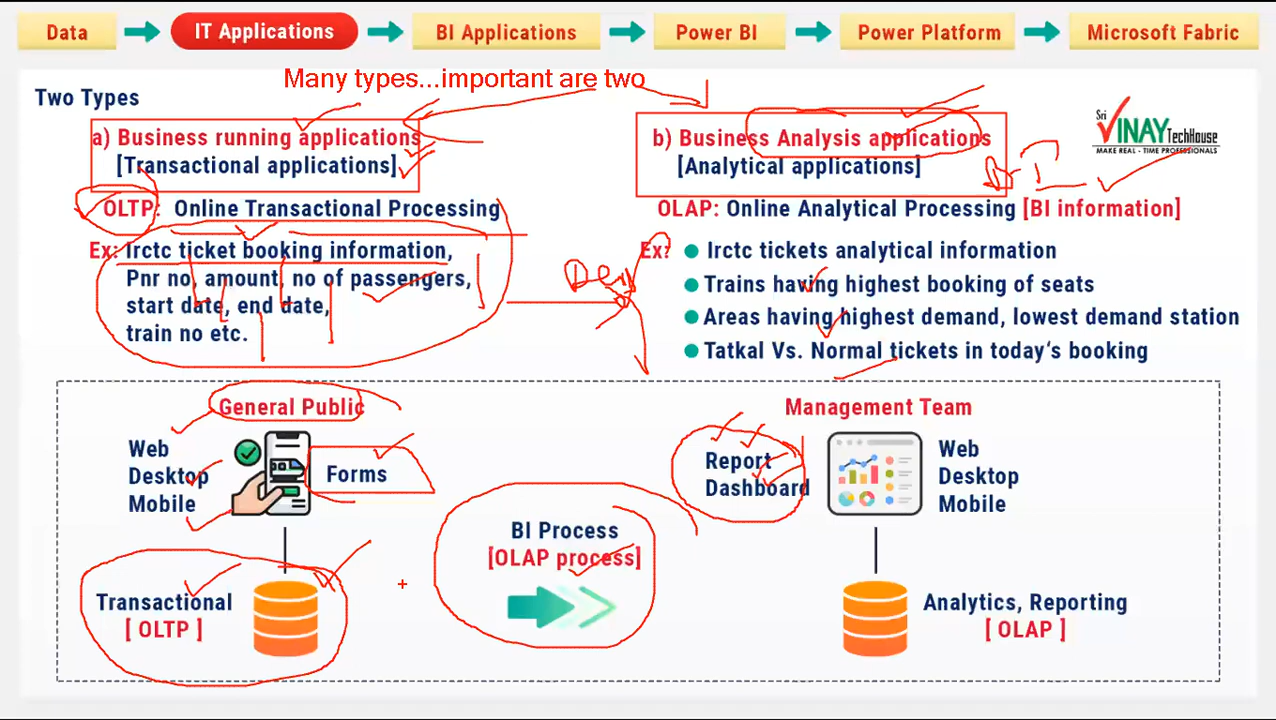 Data
IT Applications
BI Applications
Power BI
Power Platform
Microsoft Fabric
Many types...important are two
Two Types
a) Business running applications
[Transactional applications]
OLTP: Online Transactional Processing
Ex: Irctc ticket booking information,
Pnr no, amount, no of passengers,
start date, end date,
train no etc.
b) Business Analysis applications
[Analytical applications]
Sri
VINAY TechHouse
MAKE REAL - TIME PROFESSIONALS
OLAP: Online Analytical Processing [BI information]
Ex: Irctc tickets analytical information
Trains having highest booking of seats
Areas having highest demand, lowest demand station
Tatkal Vs. Normal tickets in today's booking
General Public
Web
Desktop
Mobile
Forms
Transactional
[ OLTP ]
BI Process
[OLAP process]
Management Team
Report
Dashboard
Web
Desktop
Mobile
Analytics, Reporting
[ OLAP ]